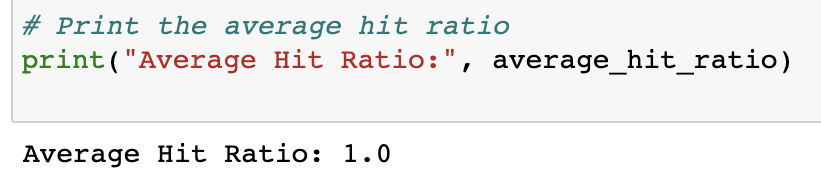 # Print the average hit ratio
print("Average Hit Ratio:", average_hit_ratio)
Average Hit Ratio: 1.0